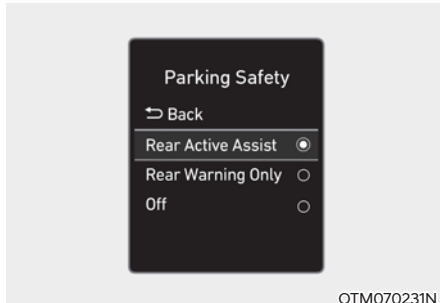 Parking Safety
Back
Rear Active Assist
Rear Warning Only
Off
OTM070231N